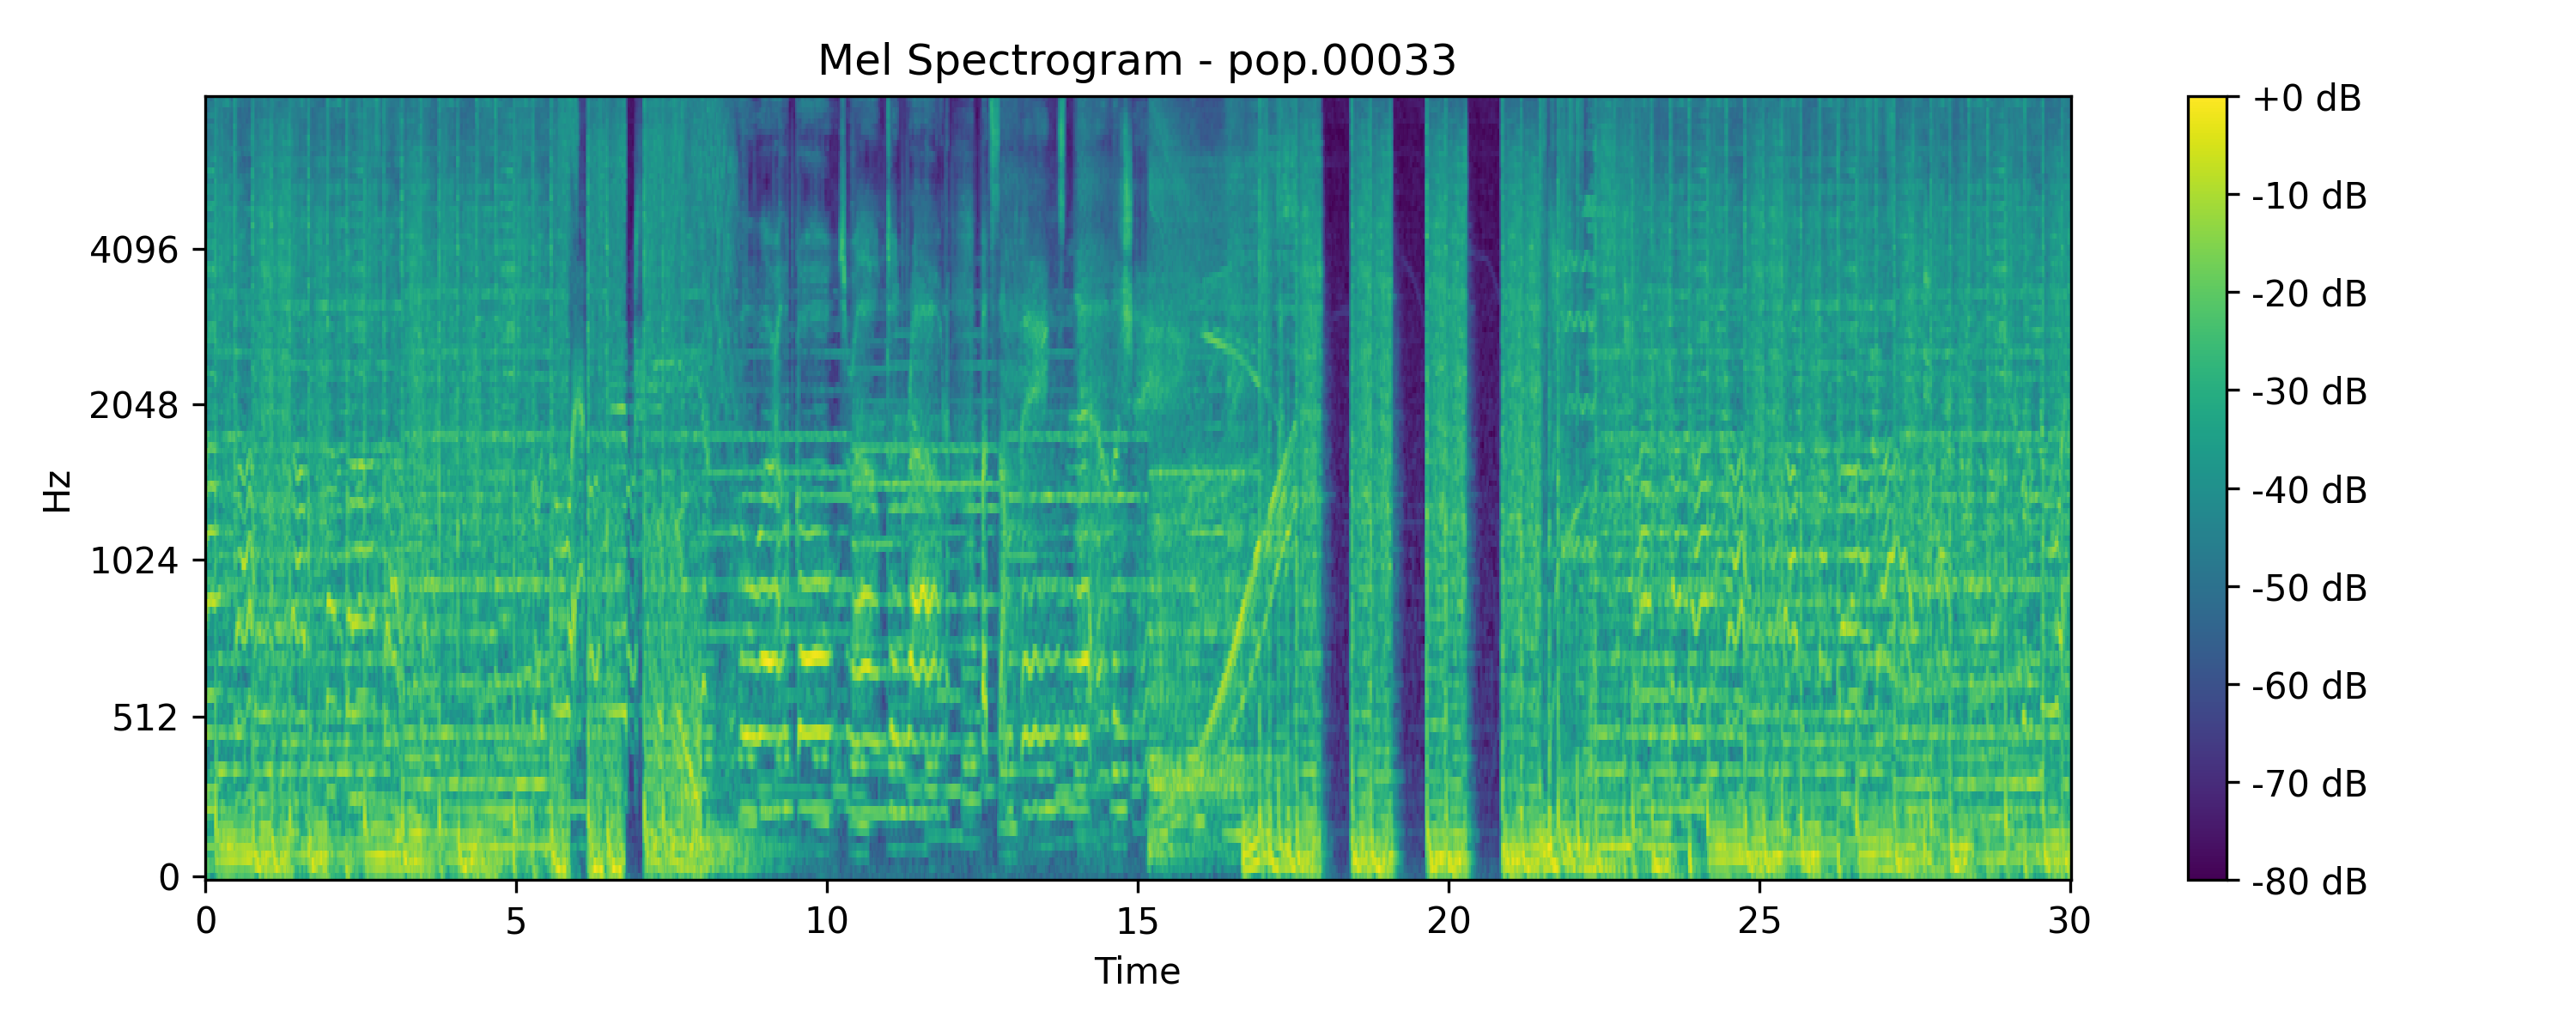 Mel Spectrogram - pop.00033
Hz
4096
2048
1024
512
0
0 5 10 15 20 25 30
Time
+0 dB
-10 dB
-20 dB
-30 dB
-40 dB
-50 dB
-60 dB
-70 dB
-80 dB